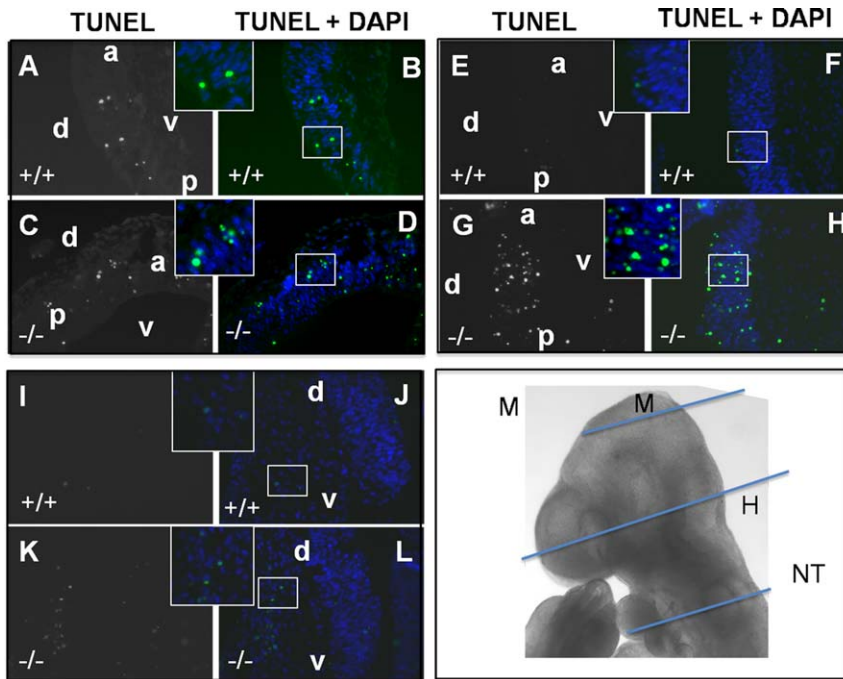 TUNEL TUNEL + DAPI
A a B
d v
+/+ p +/+
C d D
a
p
-/- v -/-
TUNEL TUNEL + DAPI
E a F
d v
+/+ p +/+
G a H
v
d
-/- p -/-
I d J
+/+ +/+ v
K d L
-/- -/- v
M M
H
NT